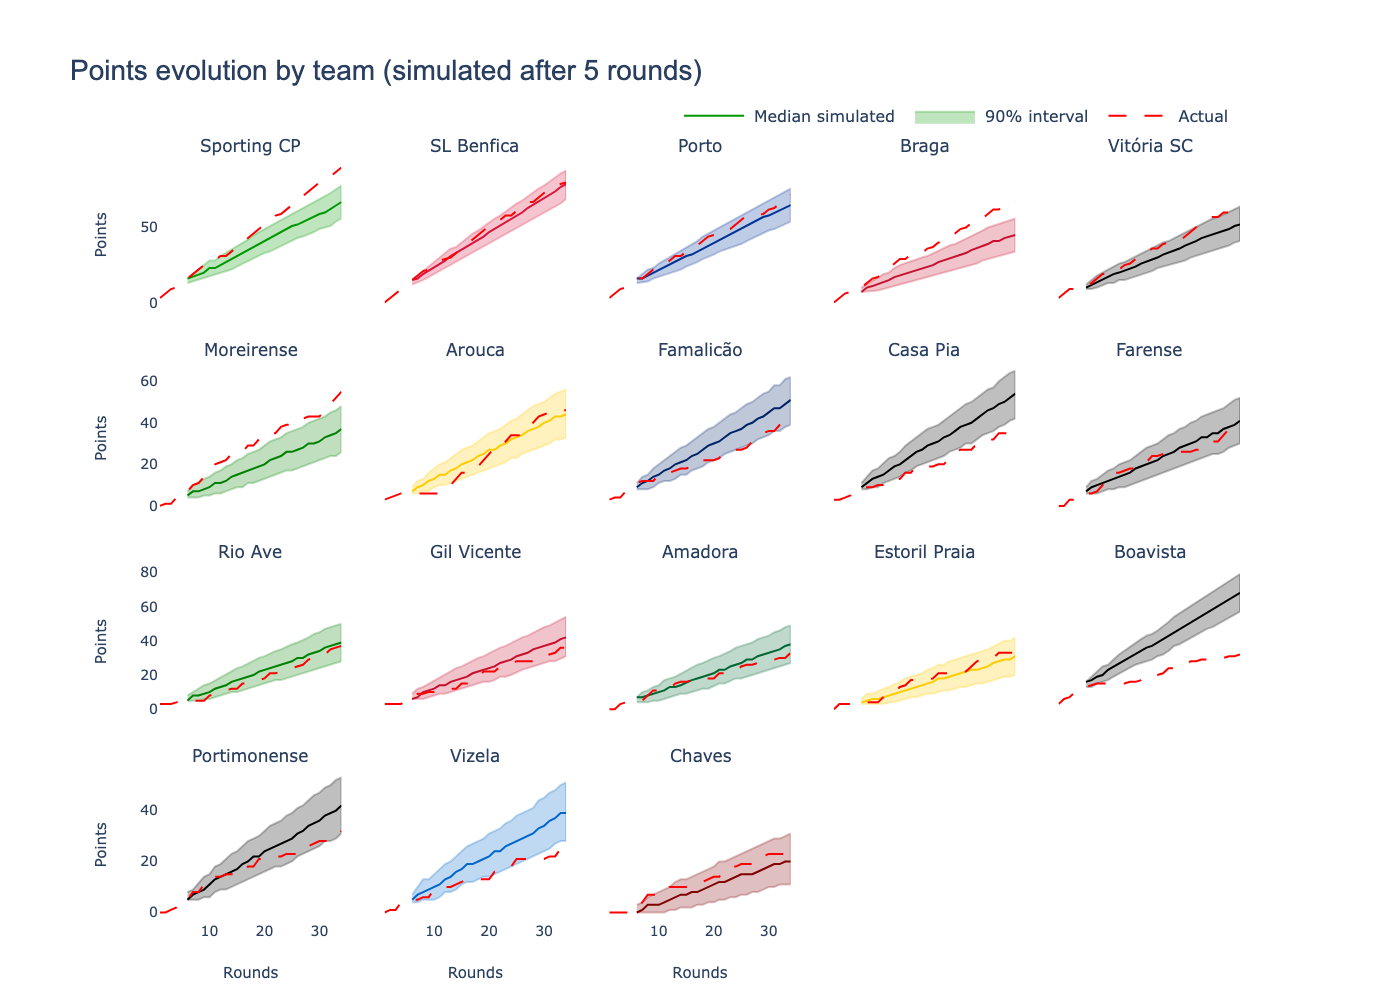 Points evolution by team (simulated after 5 rounds)
Median simulated 90% interval Actual
Sporting CP SL Benfica Porto Braga Vitória SC
Points
50
0
Moreirense Arouca Famalicão Casa Pia Farense
Points
60
40
20
0
Rio Ave Gil Vicente Amadora Estoril Praia Boavista
Points
80
60
40
20
0
Portimonense Vizela Chaves
Points
40
20
0
10 20 30 10 20 30 10 20 30
Rounds Rounds Rounds